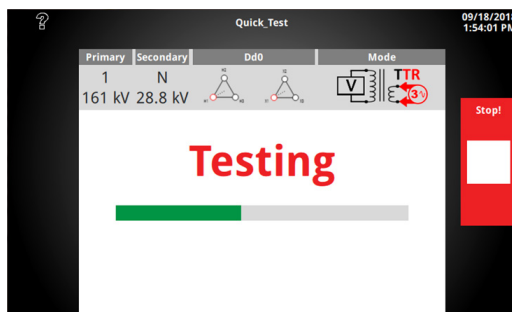 ?
Quick_Test
09/18/2018
1:54:01 PM
Primary Secondary Dd0 Mode
1 N
161 kV 28.8 kV
V TTR
3
Stop!
Testing